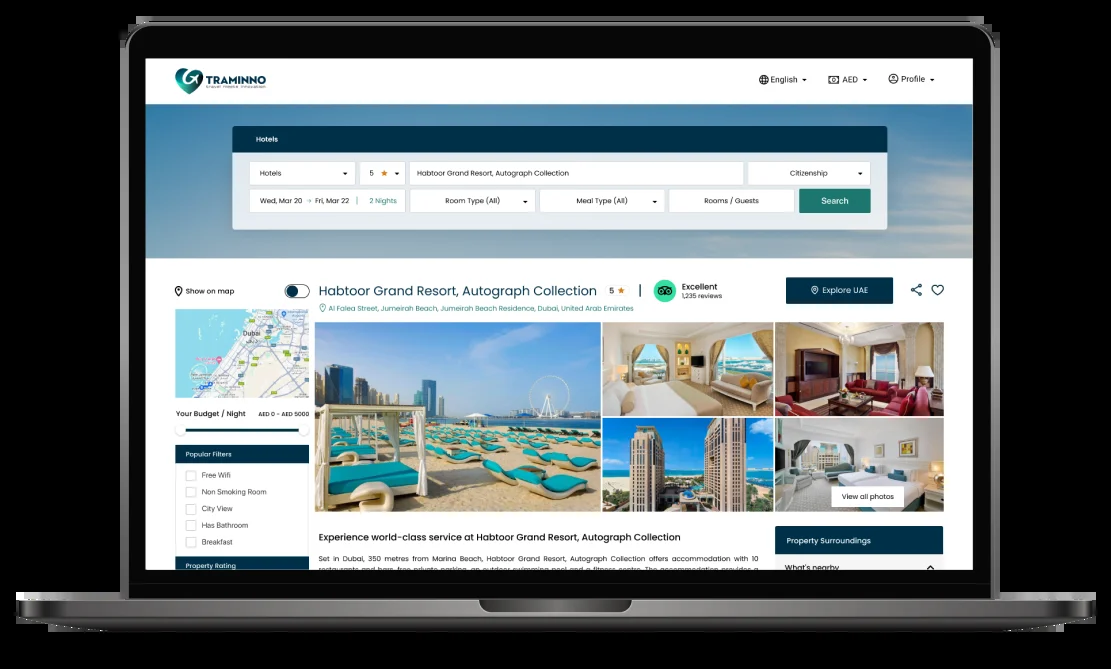 TRAMINNO
travel meets innovation
English
AED
Profile
Hotels
Hotels
5
Habtoor Grand Resort, Autograph Collection
Citizenship
Wed, Mar 20 → Fri, Mar 22 | 2 Nights
Room Type (All)
Meal Type (All)
Rooms / Guests
Search
Show on map
Habtoor Grand Resort, Autograph Collection
5
Excellent
1,235 reviews
Explore UAE
Al Falea Street, Jumeirah Beach, Jumeirah Beach Residence, Dubai, United Arab Emirates
Dubai
Your Budget / Night
AED 0 - AED 5000
Popular Filters
Free Wifi
Non Smoking Room
City View
Has Bathroom
Breakfast
Property Rating
View all photos
Experience world-class service at Habtoor Grand Resort, Autograph Collection
Set in Dubai, 350 metres from Marina Beach, Habtoor Grand Resort, Autograph Collection offers accommodation with 10
restaurants and bars, free private parking, an outdoor swimming pool and a fitness centre. The accommodation provides a
Property Surroundings
What's nearby